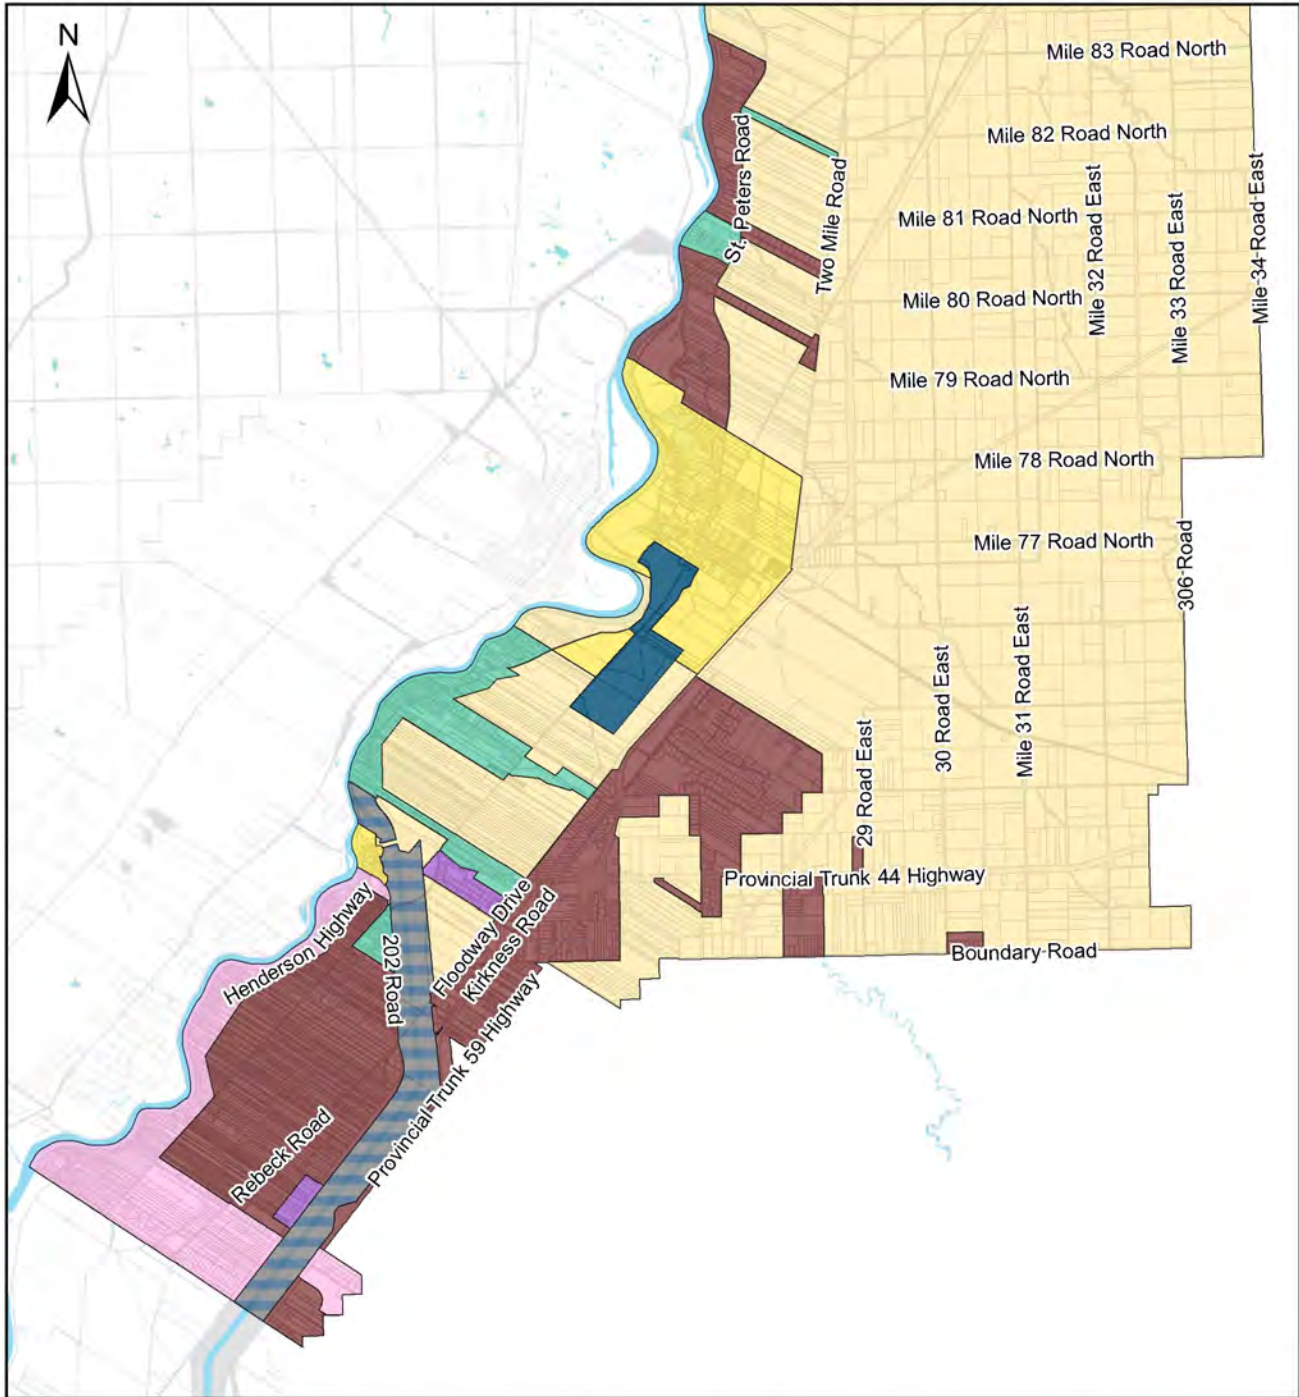 N
Mile 83 Road North
Mile 82 Road North
St. Peters Road
Two Mile Road
Mile 81 Road North
Mile 32 Road East
Mile 33 Road East
Mile 34 Road East
Mile 80 Road North
Mile 79 Road North
Mile 78 Road North
Mile 77 Road North
306 Road
Mile 31 Road East
30 Road East
29 Road East
Provincial Trunk 44 Highway
Boundary Road
Henderson Highway
202 Road
Floodway Drive
Kirkness Road
Provincial Trunk 59 Highway
Rebeck Road